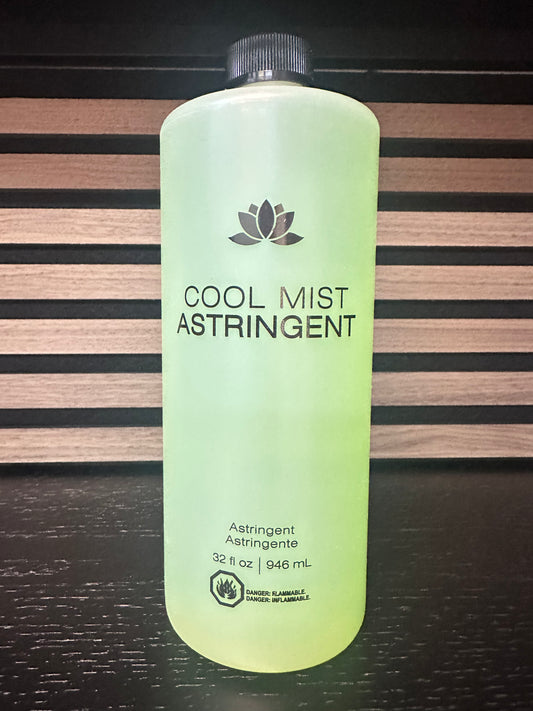 COOL MIST
ASTRINGENT
Astringent
Astringente
32 fl oz | 946 mL
DANGER: FLAMMABLE.
DANGER: INFLAMMABLE.